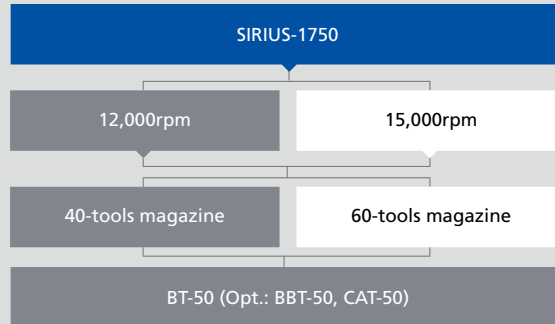 SIRIUS-1750
12,000rpm
15,000rpm
40-tools magazine
60-tools magazine
BT-50 (Opt.: BBT-50, CAT-50)